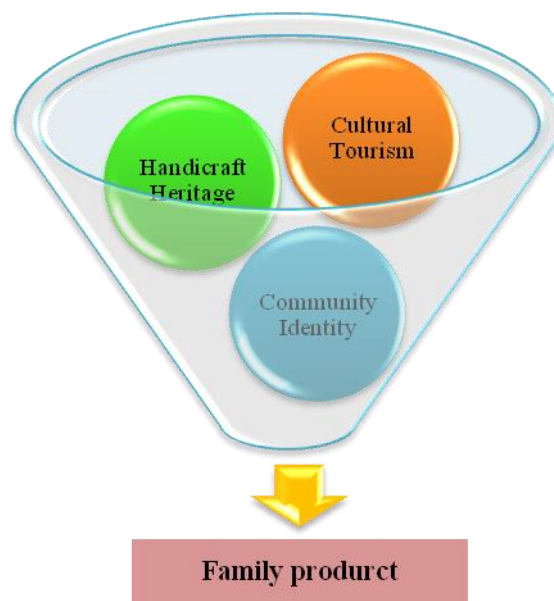 Cultural
Tourism
Handicraft
Heritage
Community
Identity
Family produrct